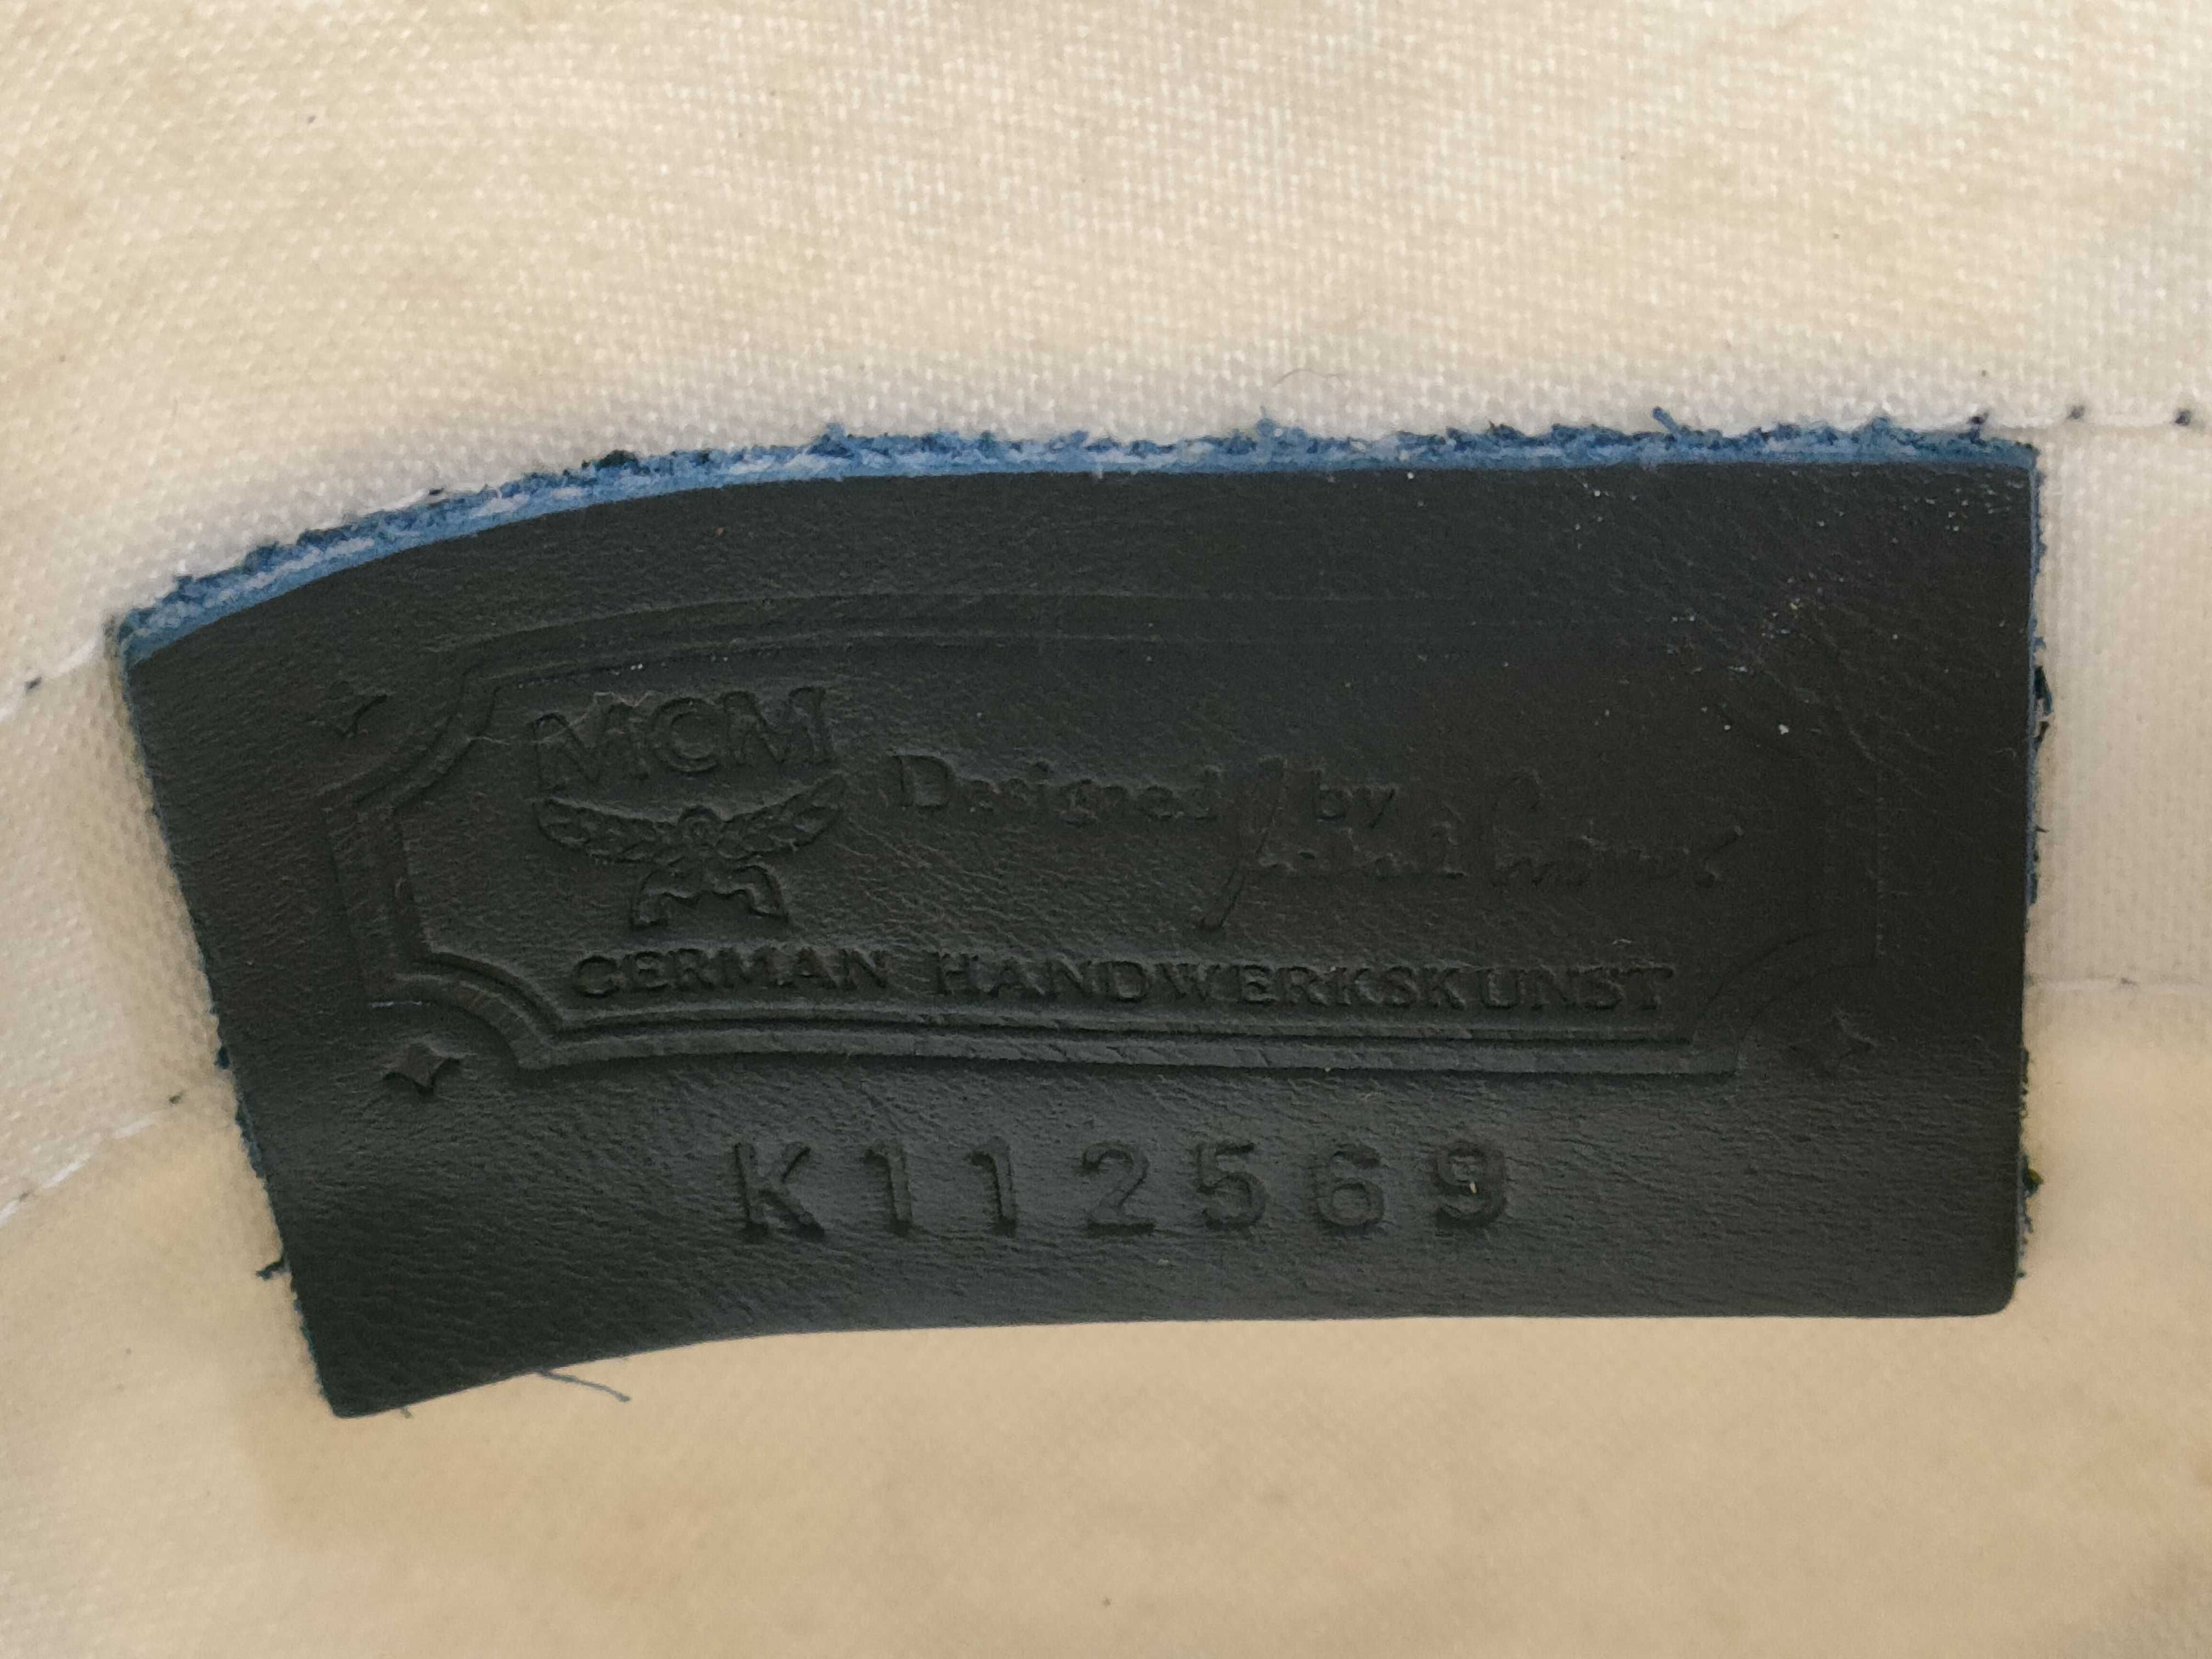 MCM
Designed by
GERMAN HANDWERKSKUNST
K112569